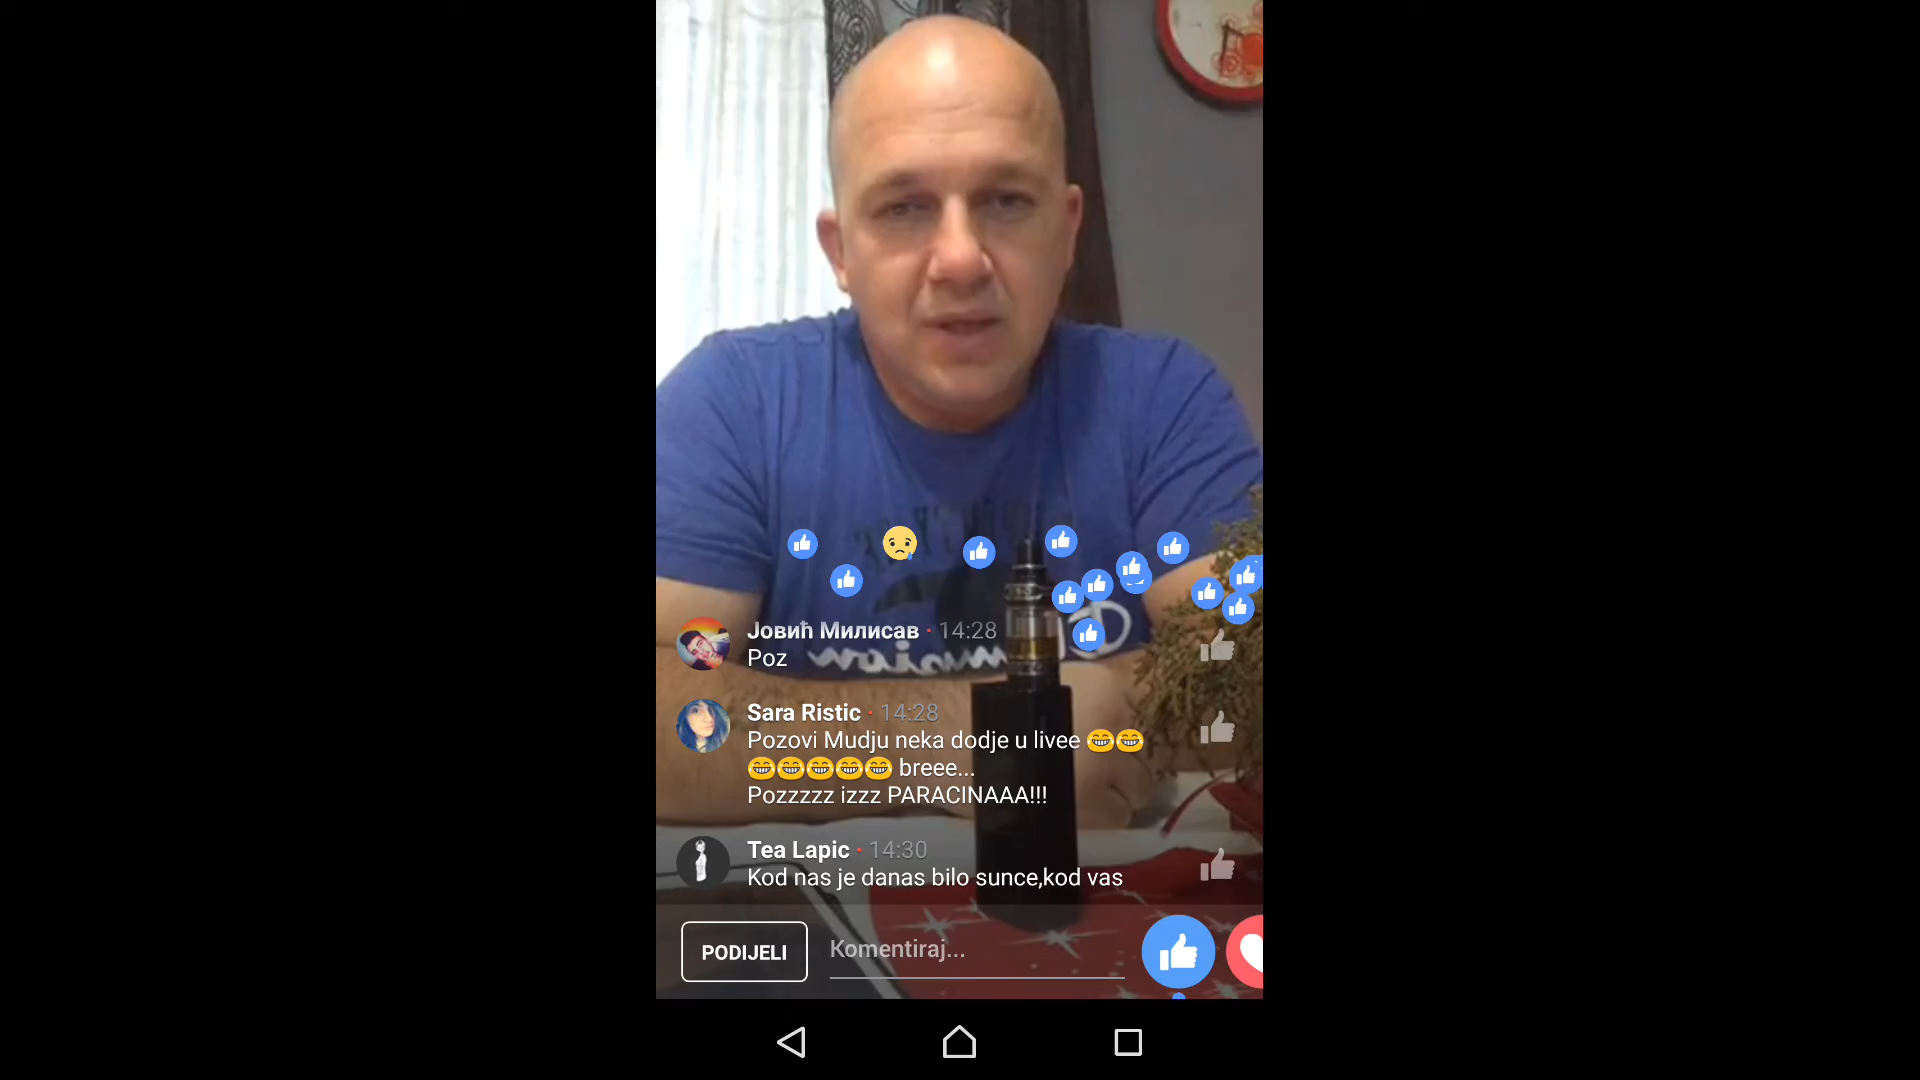 Јовић Милисав · 14:28
Poz
Sara Ristic · 14:28
Pozovi Mudju neka dodje u livee 😂😂
😂😂😂😂😂 breee...
Pozzzzz izzz PARACINAAA!!!
Tea Lapic · 14:30
Kod nas je danas bilo sunce,kod vas
PODIJELI
Komentiraj...